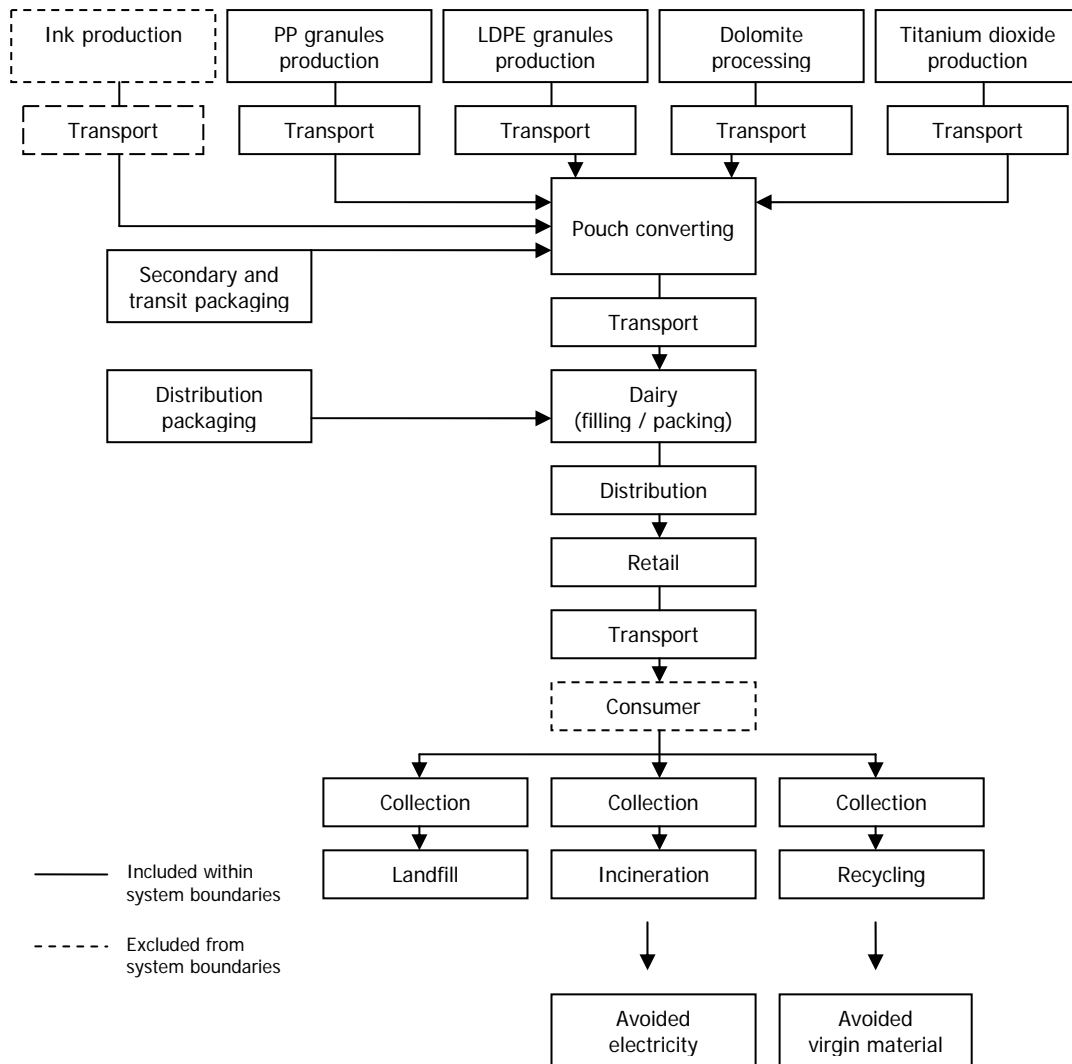 Ink production
PP granules
production
LDPE granules
production
Dolomite
processing
Titanium dioxide
production
Transport
Transport
Transport
Transport
Transport
Pouch converting
Secondary and
transit packaging
Transport
Distribution
packaging
Dairy
(filling / packing)
Distribution
Retail
Transport
Consumer
Collection
Collection
Collection
Landfill
Incineration
Recycling
Included within
system boundaries
Excluded from
system boundaries
Avoided
electricity
Avoided
virgin material